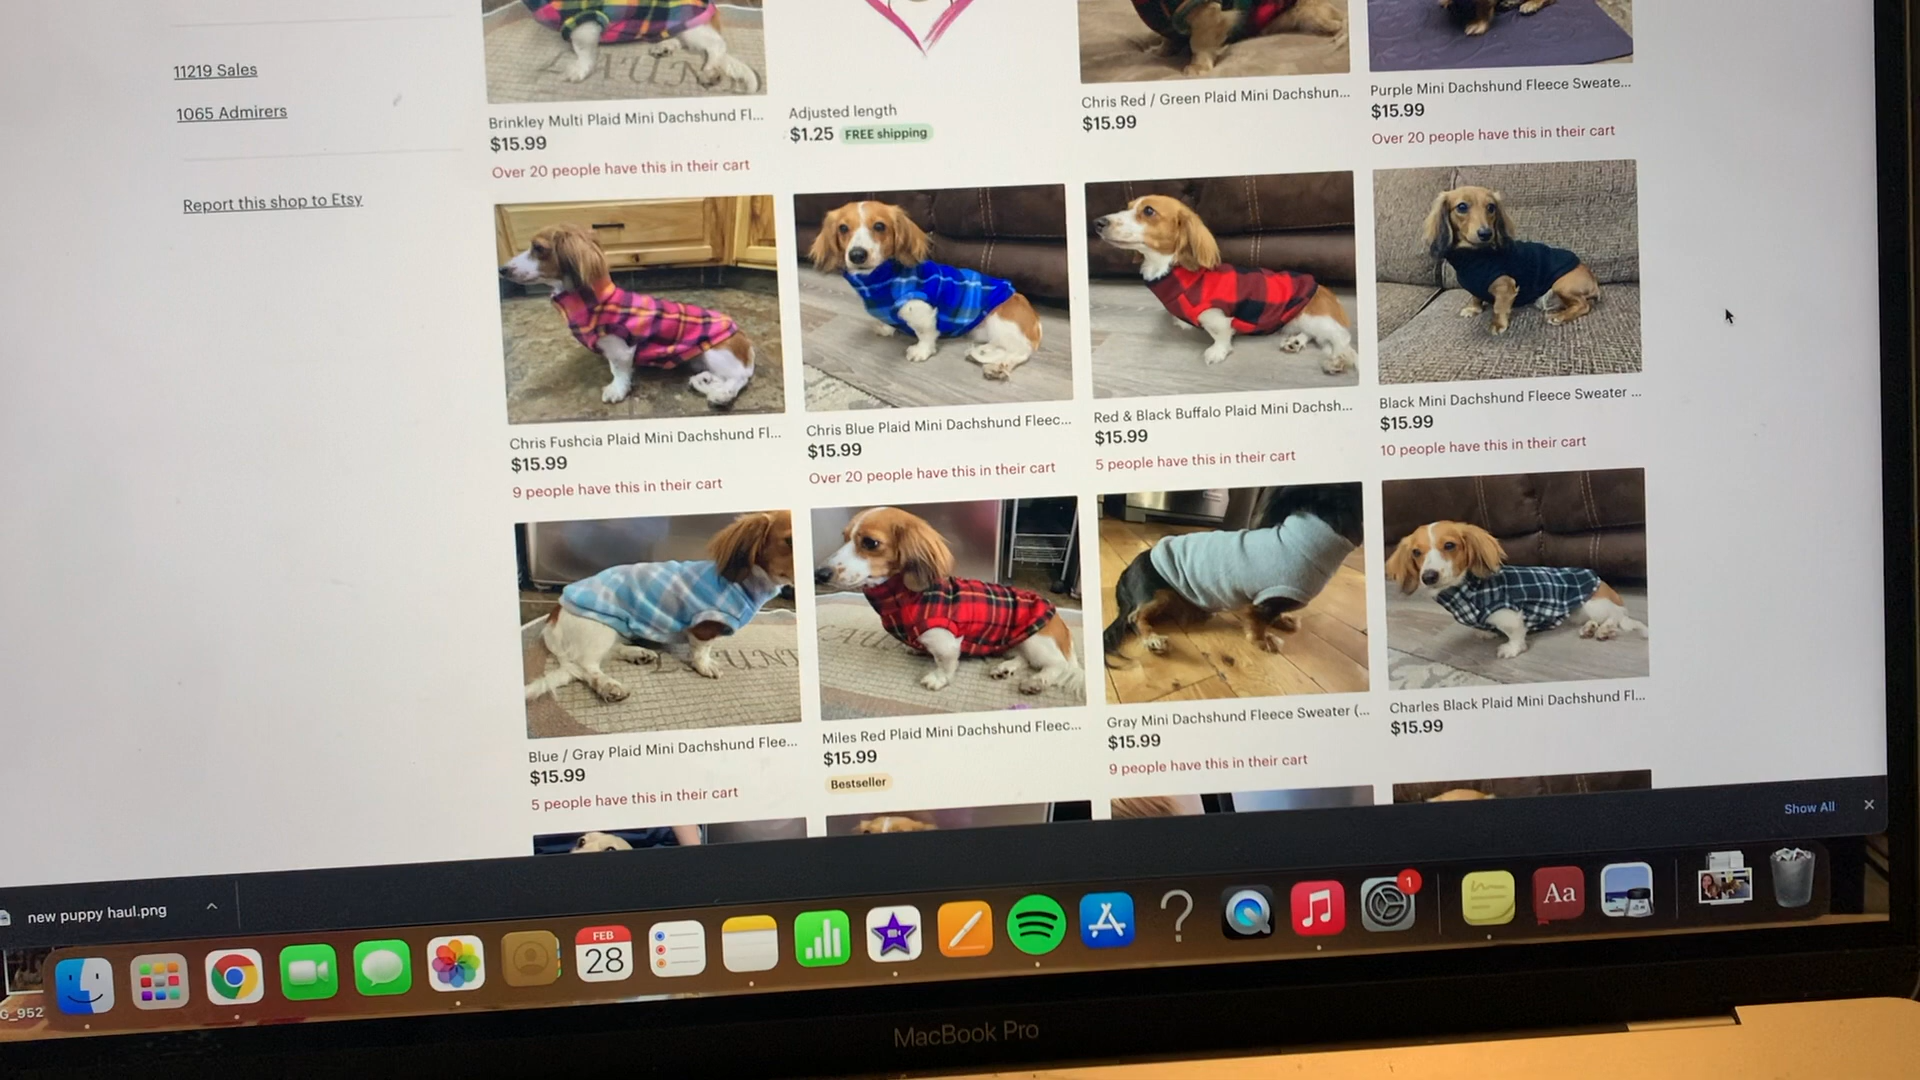 11219 Sales
1065 Admirers
Report this shop to Etsy
LAUN
Brinkley Multi Plaid Mini Dachshund Fl...
$15.99
Over 20 people have this in their cart
Adjusted length
$1.25 FREE shipping
Chris Red / Green Plaid Mini Dachshun...
$15.99
Purple Mini Dachshund Fleece Sweate...
$15.99
Over 20 people have this in their cart
Chris Fushcia Plaid Mini Dachshund Fl...
$15.99
9 people have this in their cart
Chris Blue Plaid Mini Dachshund Fleec...
$15.99
Over 20 people have this in their cart
Red & Black Buffalo Plaid Mini Dachsh...
$15.99
5 people have this in their cart
Black Mini Dachshund Fleece Sweater ...
$15.99
10 people have this in their cart
Blue / Gray Plaid Mini Dachshund Flee...
$15.99
5 people have this in their cart
Miles Red Plaid Mini Dachshund Fleec...
$15.99
Bestseller
Gray Mini Dachshund Fleece Sweater (...
$15.99
9 people have this in their cart
Charles Black Plaid Mini Dachshund Fl...
$15.99
Show All
new puppy haul.png
FEB
28
1
Aa
G_952
MacBook Pro